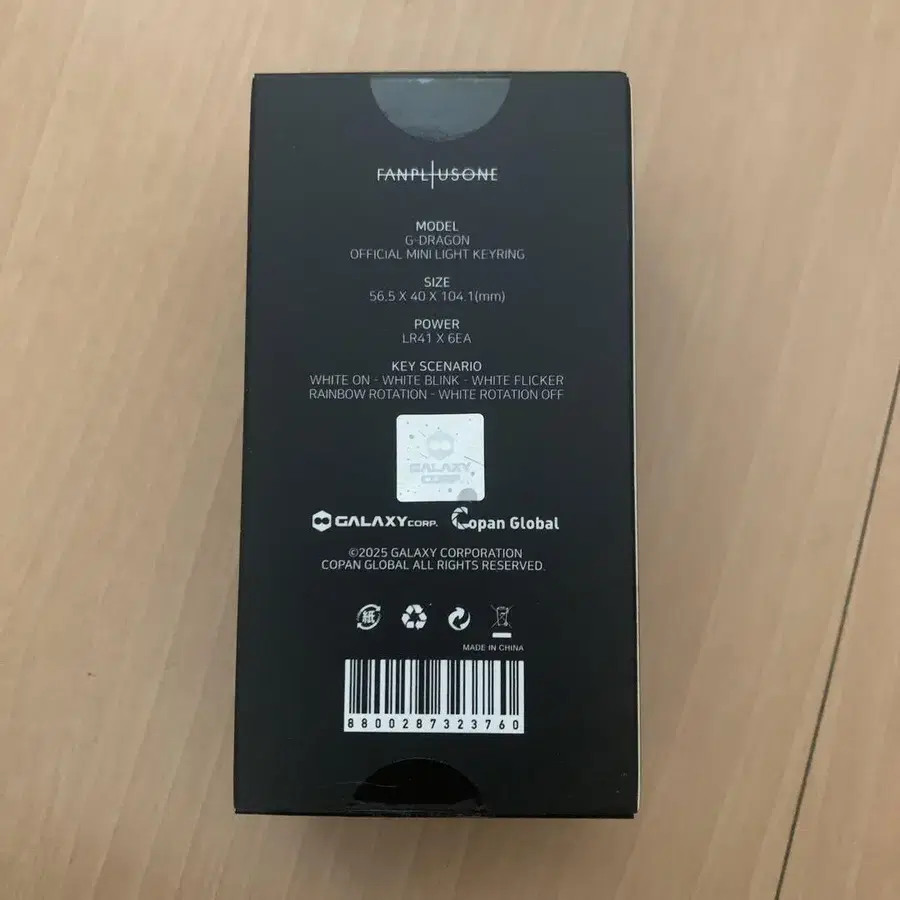 FANPLUSONE
MODEL
G-DRAGON
OFFICIAL MINI LIGHT KEYRING
SIZE
56.5 X 40 X 104.1(mm)
POWER
LR41 X 6EA
KEY SCENARIO
WHITE ON - WHITE BLINK - WHITE FLICKER
RAINBOW ROTATION - WHITE ROTATION OFF
GALAXY
CORP.
GALAXY CORP. Copan Global
©2025 GALAXY CORPORATION
COPAN GLOBAL ALL RIGHTS RESERVED.
紙
MADE IN CHINA
8800287323760